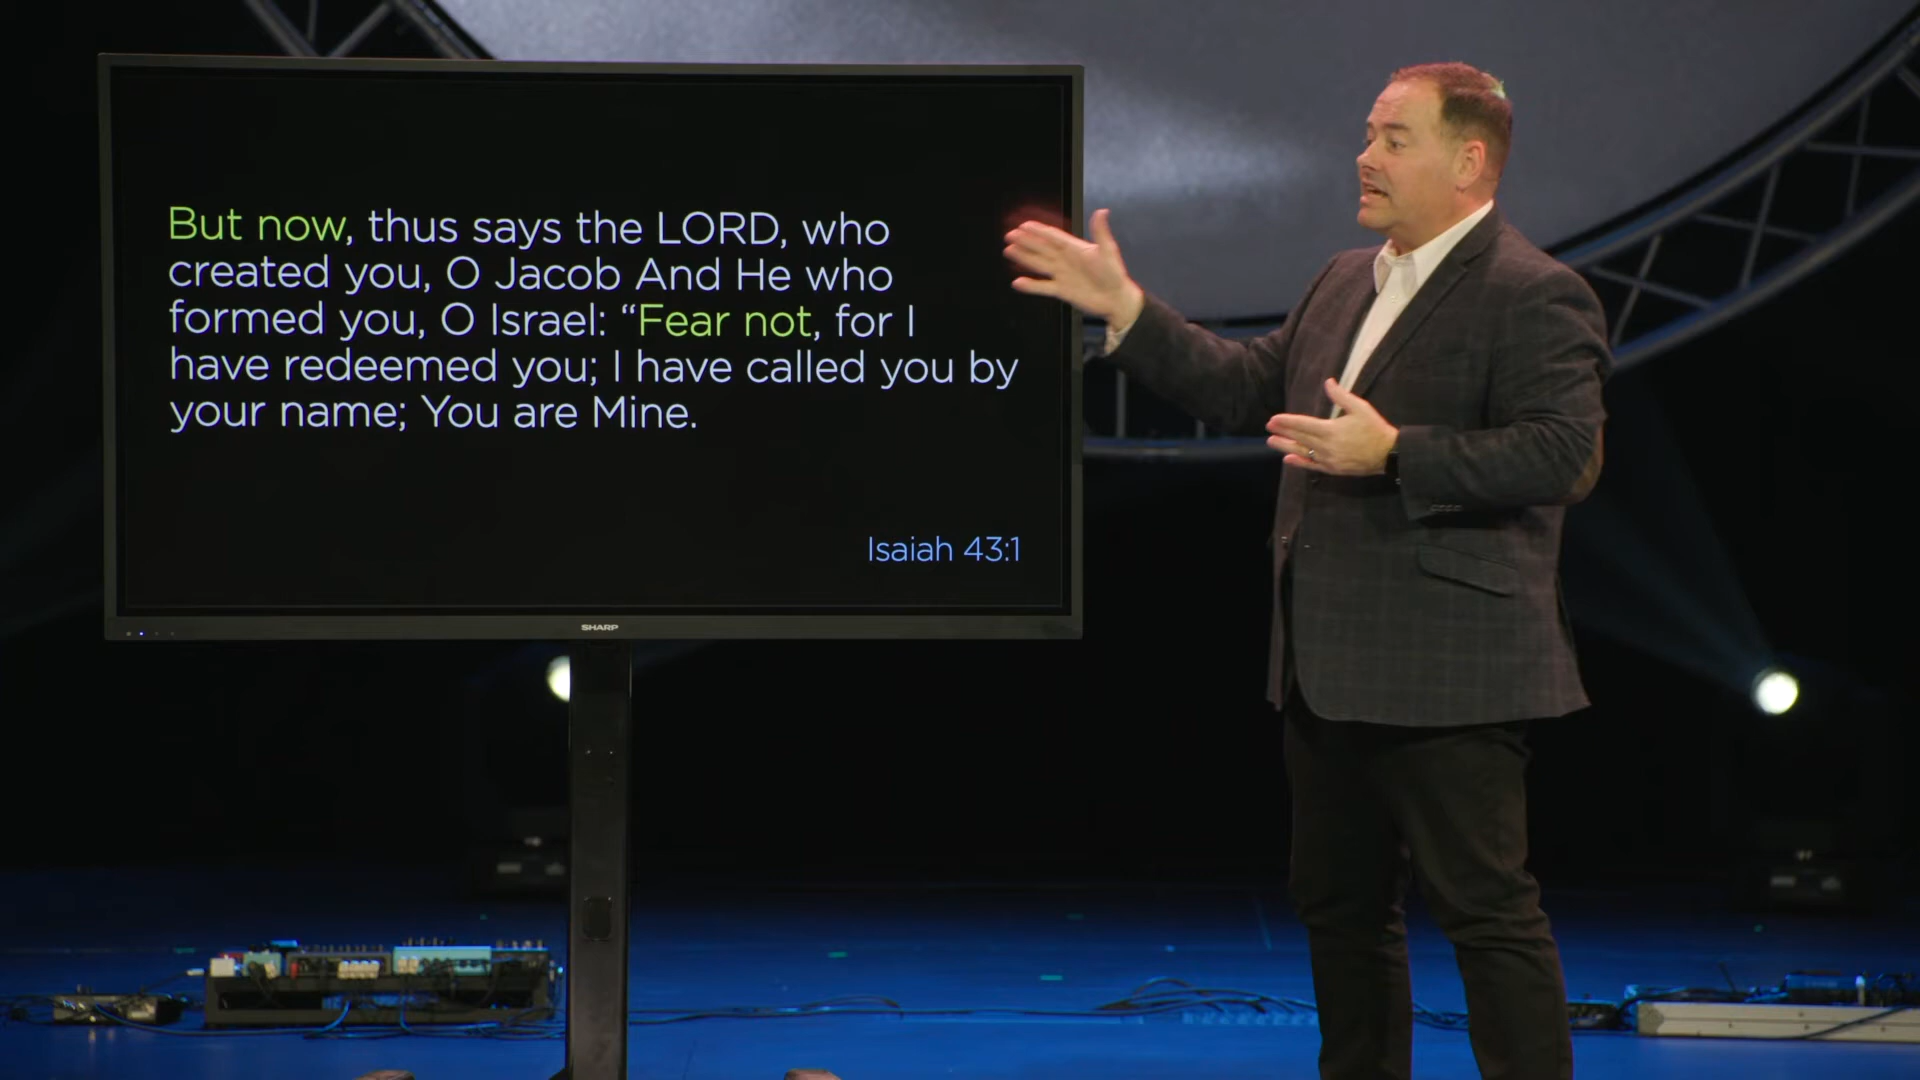 But now, thus says the LORD, who
created you, O Jacob And He who
formed you, O Israel: “Fear not, for I
have redeemed you; I have called you by
your name; You are Mine.
Isaiah 43:1
SHARP